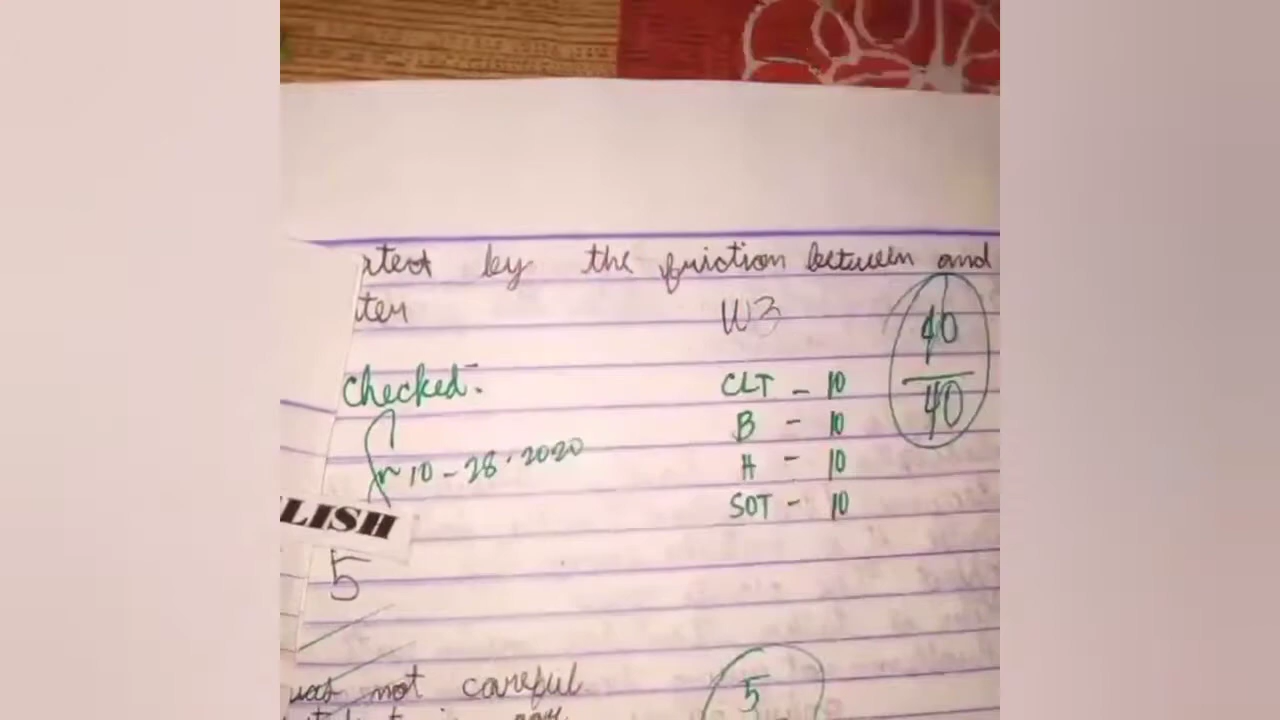 by the friction between and
W3
40
40
Checked:
10-28-2020
CLT - 10
B - 10
H - 10
SOT - 10
LISH
5
was not careful
5